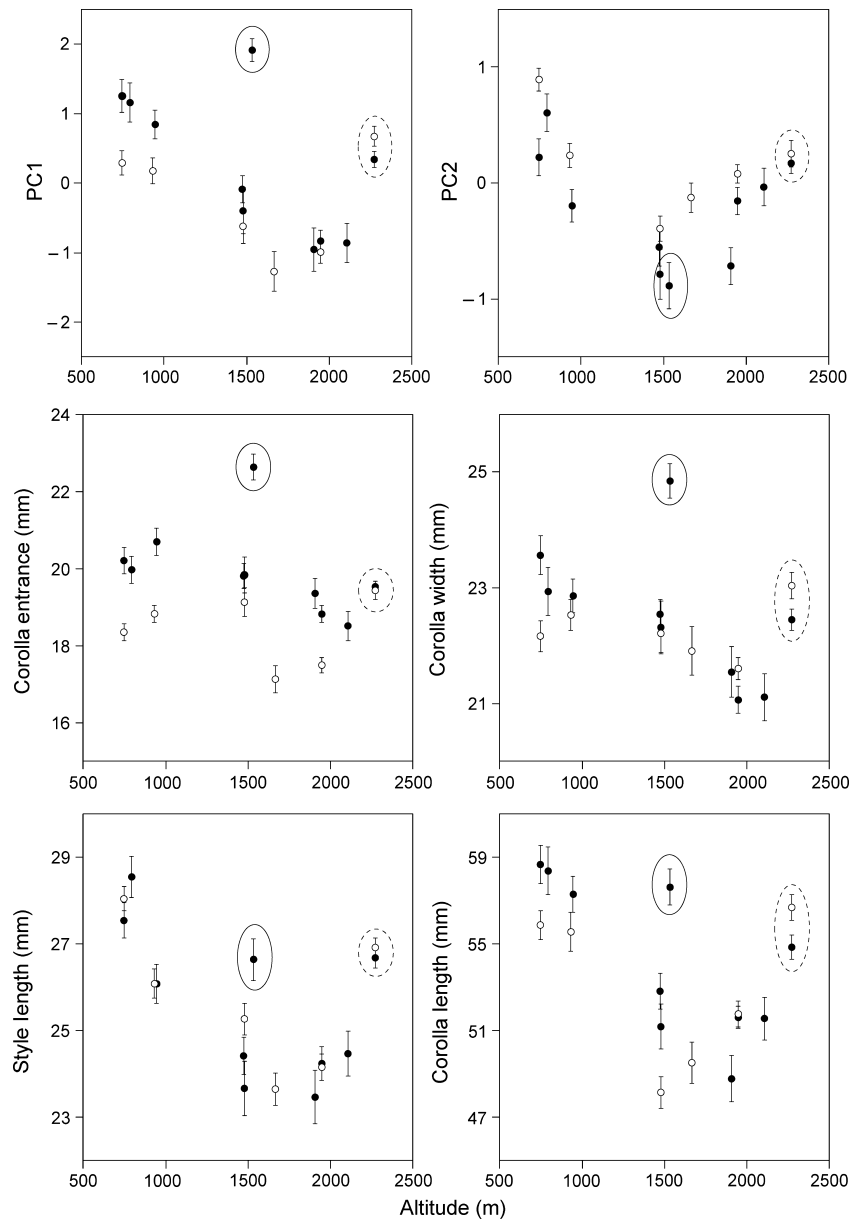 2
1
0
−1
−2
PC1
500 1000 1500 2000 2500
1
0
−1
PC2
500 1000 1500 2000 2500
24
22
20
18
16
Corolla entrance (mm)
500 1000 1500 2000 2500
25
23
21
Corolla width (mm)
500 1000 1500 2000 2500
29
27
25
23
Style length (mm)
500 1000 1500 2000 2500
59
55
51
47
Corolla length (mm)
500 1000 1500 2000 2500
Altitude (m)